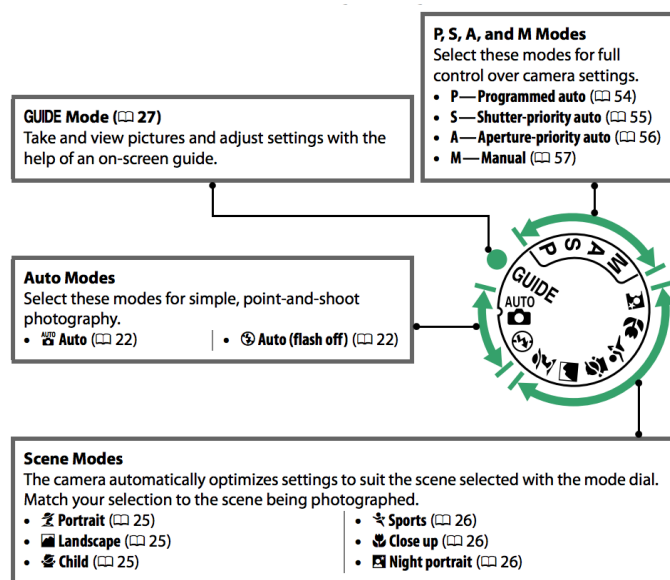 P, S, A, and M Modes
Select these modes for full
control over camera settings.
• P—Programmed auto (📖 54)
• S—Shutter-priority auto (📖 55)
• A—Aperture-priority auto (📖 56)
• M—Manual (📖 57)
GUIDE Mode (📖 27)
Take and view pictures and adjust settings with the
help of an on-screen guide.
P S A M
GUIDE
AUTO
Auto Modes
Select these modes for simple, point-and-shoot
photography.
• AUTO Auto (📖 22)
• Auto (flash off) (📖 22)
Scene Modes
The camera automatically optimizes settings to suit the scene selected with the mode dial.
Match your selection to the scene being photographed.
• Portrait (📖 25)
• Landscape (📖 25)
• Child (📖 25)
• Sports (📖 26)
• Close up (📖 26)
• Night portrait (📖 26)